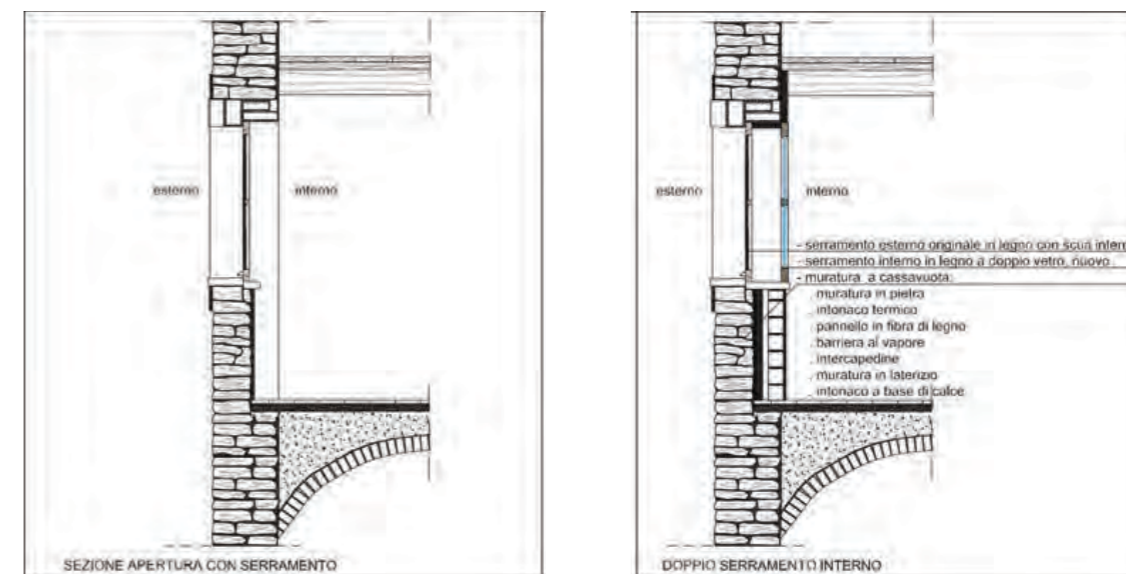 esterno
interno
SEZIONE APERTURA CON SERRAMENTO
esterno
interno
- serramento esterno originale in legno con scuri intern
- serramento interno in legno a doppio vetro, nuovo
- muratura a cassavuota:
. muratura in pietra
. intonaco termico
. pannello in fibra di legno
. barriera al vapore
. intercapedine
. muratura in laterizio
. intonaco a base di calce
DOPPIO SERRAMENTO INTERNO